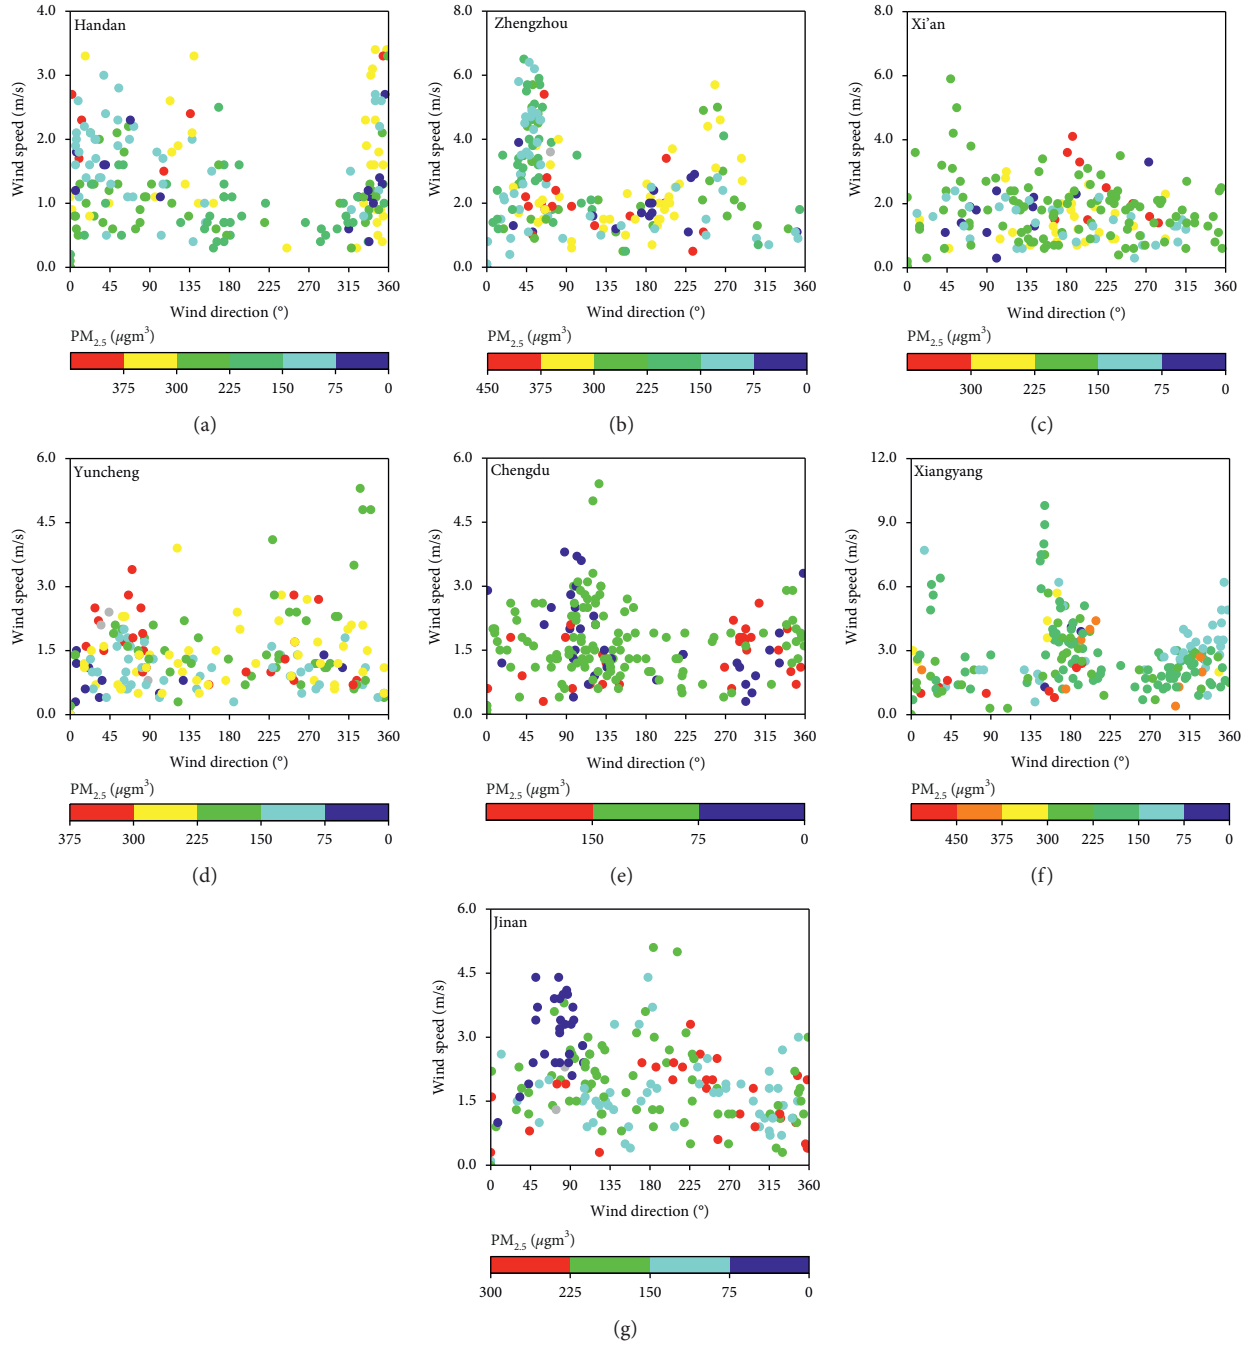 Handan
Wind speed (m/s)
4.0
3.0
2.0
1.0
0.0
0 45 90 135 180 225 270 315 360
Wind direction (°)
PM2.5 (μgm3)
375 300 225 150 75 0
(a)
Zhengzhou
Wind speed (m/s)
8.0
6.0
4.0
2.0
0.0
0 45 90 135 180 225 270 315 360
Wind direction (°)
PM2.5 (μgm3)
450 375 300 225 150 75 0
(b)
Xi'an
Wind speed (m/s)
8.0
6.0
4.0
2.0
0.0
0 45 90 135 180 225 270 315 360
Wind direction (°)
PM2.5 (μgm3)
300 225 150 75 0
(c)
Yuncheng
Wind speed (m/s)
6.0
4.5
3.0
1.5
0.0
0 45 90 135 180 225 270 315 360
Wind direction (°)
PM2.5 (μgm3)
375 300 225 150 75 0
(d)
Chengdu
Wind speed (m/s)
6.0
4.5
3.0
1.5
0.0
0 45 90 135 180 225 270 315 360
Wind direction (°)
PM2.5 (μgm3)
150 75 0
(e)
Xiangyang
Wind speed (m/s)
12.0
9.0
6.0
3.0
0.0
0 45 90 135 180 225 270 315 360
Wind direction (°)
PM2.5 (μgm3)
450 375 300 225 150 75 0
(f)
Jinan
Wind speed (m/s)
6.0
4.5
3.0
1.5
0.0
0 45 90 135 180 225 270 315 360
Wind direction (°)
PM2.5 (μgm3)
300 225 150 75 0
(g)